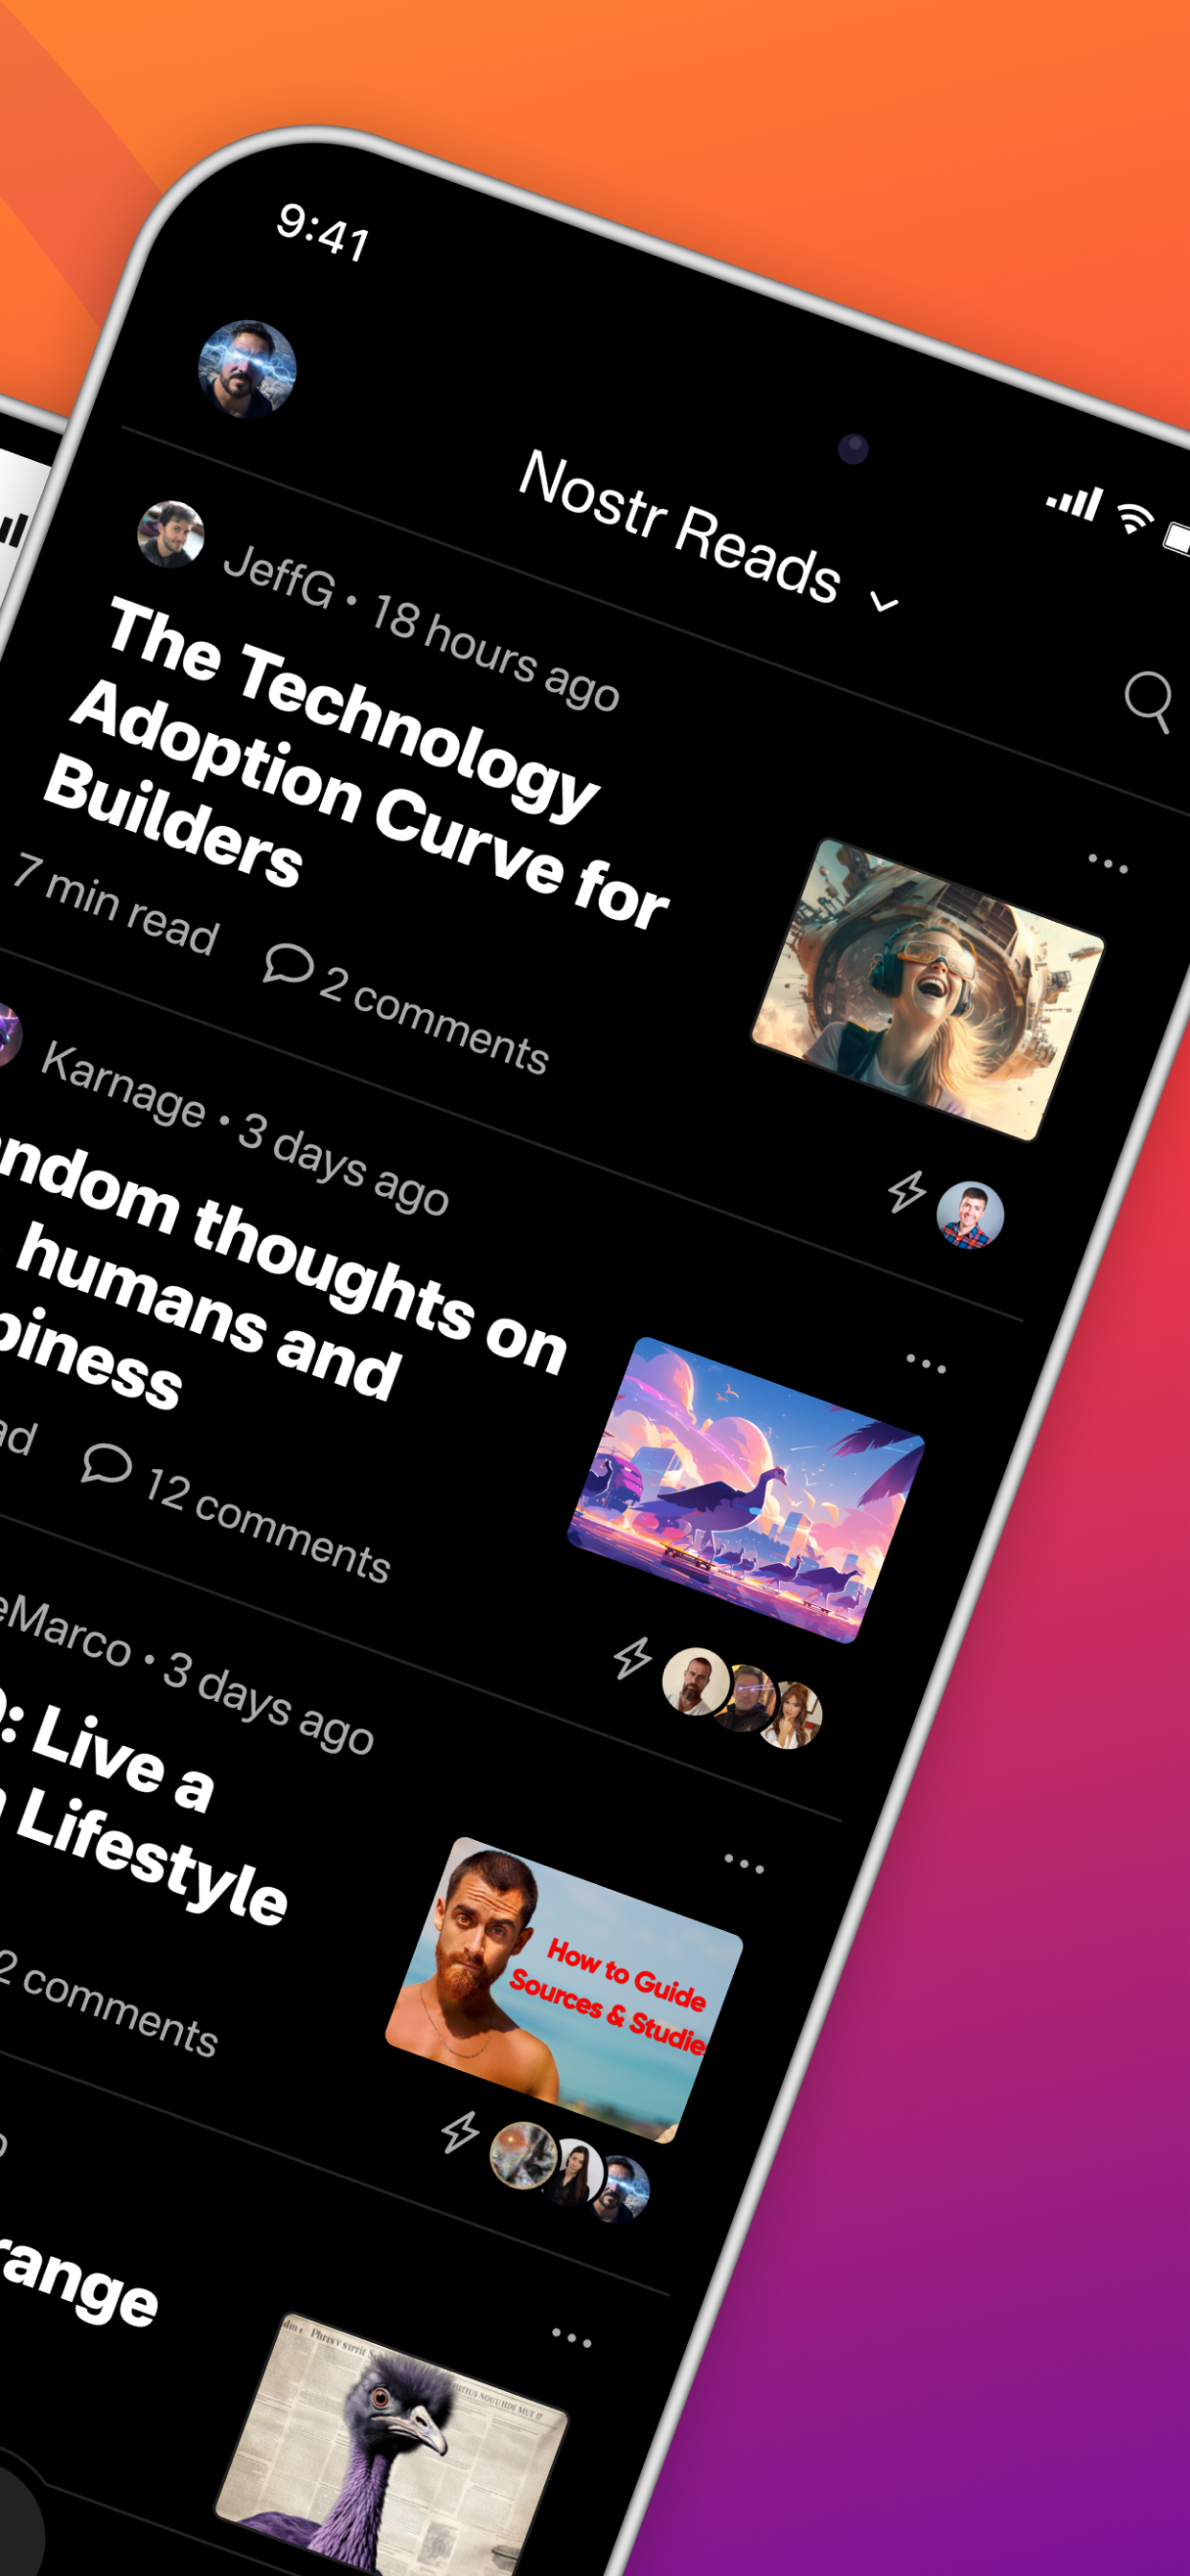 9:41
Nostr Reads
JeffG • 18 hours ago
The Technology
Adoption Curve for
Builders
7 min read
2 comments
Karnage • 3 days ago
ndom thoughts on
humans and
piness
ad
12 comments
eMarco • 3 days ago
: Live a
Lifestyle
How to Guide
Sources & Studie
2 comments
range